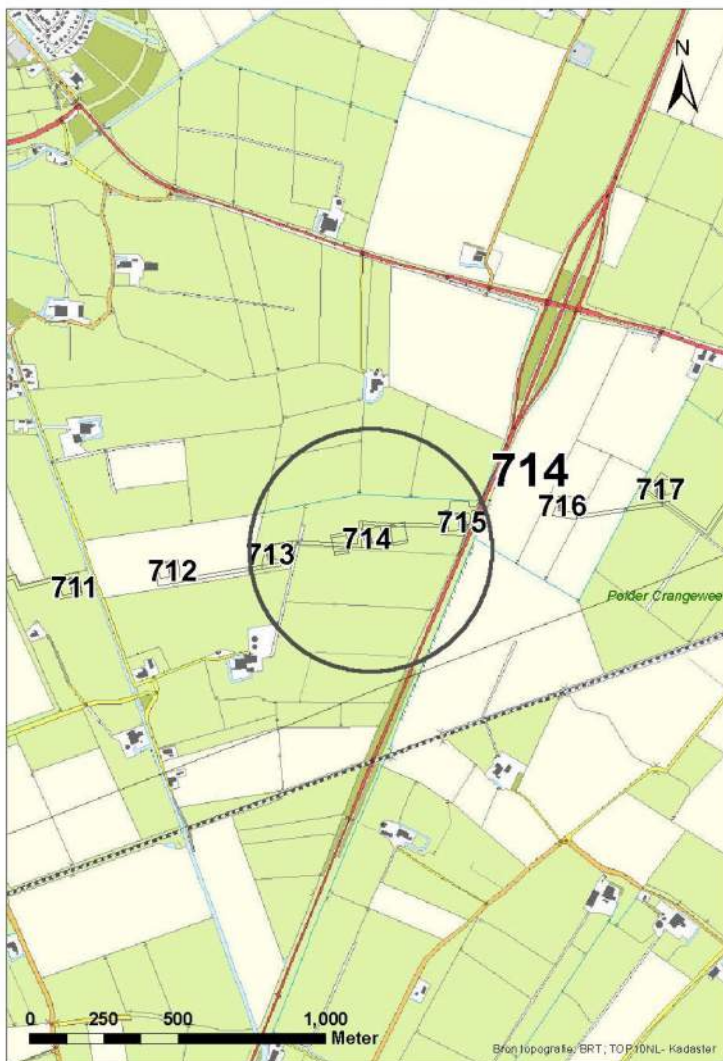 N
714
717
716
715
714
713
712
711
Polder Crangewee
0 250 500 1,000
Meter
Bron topografie: BRT; TOP10NL- Kadaster